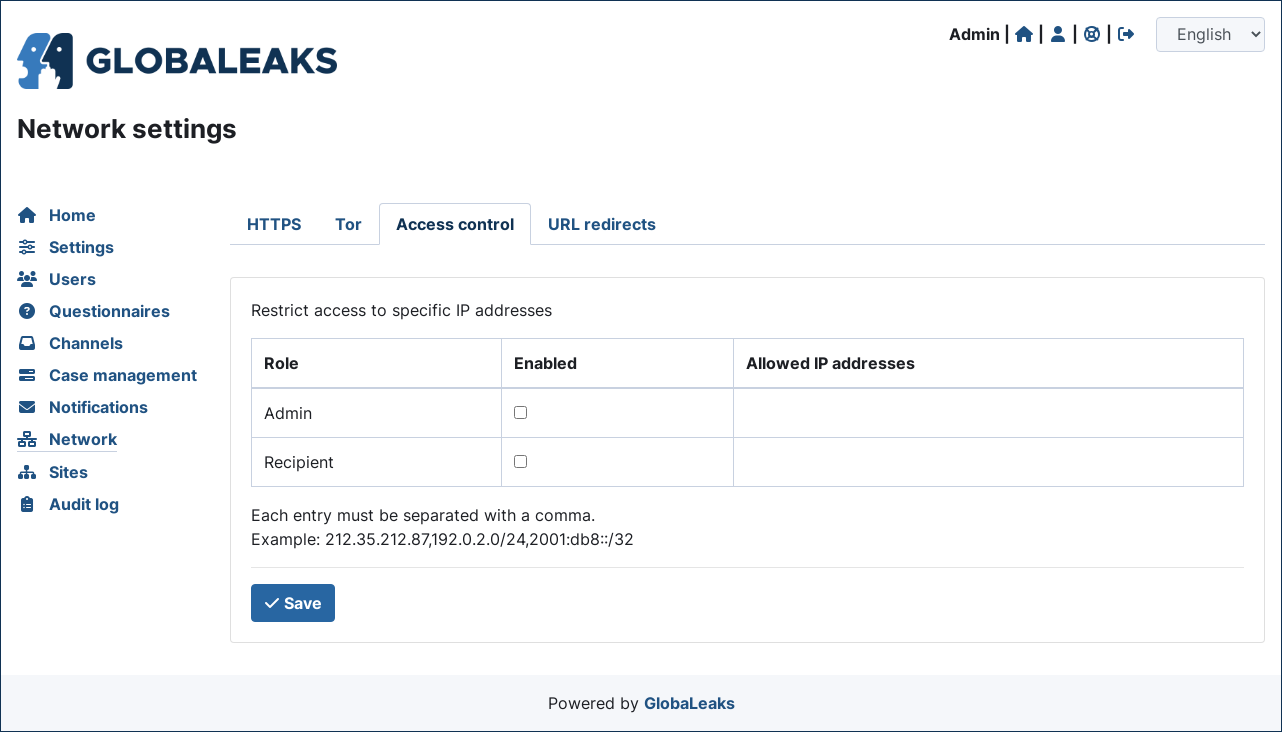 Admin | | | |
English
GLOBALEAKS
Network settings
Home
Settings
Users
Questionnaires
Channels
Case management
Notifications
Network
Sites
Audit log
HTTPS
Tor
Access control
URL redirects
Restrict access to specific IP addresses
Role
Enabled
Allowed IP addresses
Admin
Recipient
Each entry must be separated with a comma.
Example: 212.35.212.87,192.0.2.0/24,2001:db8::/32
Save
Powered by GlobaLeaks